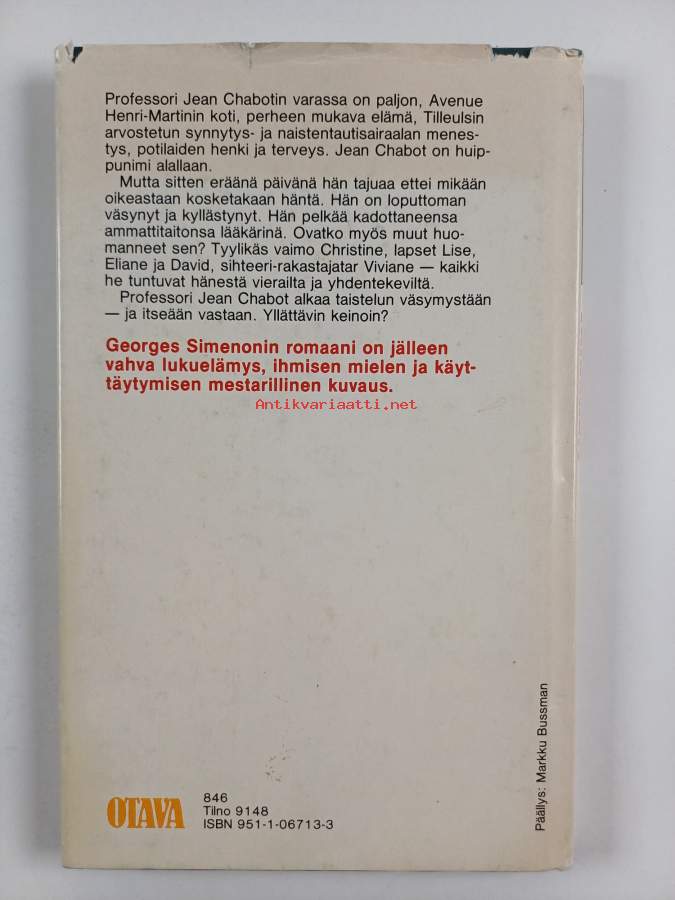 Professori Jean Chabotin varassa on paljon, Avenue
Henri-Martinin koti, perheen mukava elämä, Tilleulsin
arvostetun synnytys- ja naistentautisairaalan menes-
tys, potilaiden henki ja terveys. Jean Chabot on huip-
punimi alallaan.
Mutta sitten eräänä päivänä hän tajuaa ettei mikään
oikeastaan kosketakaan häntä. Hän on loputtoman
väsynyt ja kyllästynyt. Hän pelkää kadottaneensa
ammattitaitonsa lääkärinä. Ovatko myös muut huo-
manneet sen? Tyylikäs vaimo Christine, lapset Lise,
Eliane ja David, sihteeri-rakastajatar Viviane — kaikki
he tuntuvat hänestä vierailta ja yhdentekeviltä.
Professori Jean Chabot alkaa taistelun väsymystään
— ja itseään vastaan. Yllättävin keinoin?
Georges Simenonin romaani on jälleen
vahva lukuelämys, ihmisen mielen ja käyt-
täytymisen mestarillinen kuvaus.
Antikvariaatti.net
Päällys: Markku Bussman
OTAVA
846
Tilno 9148
ISBN 951-1-06713-3